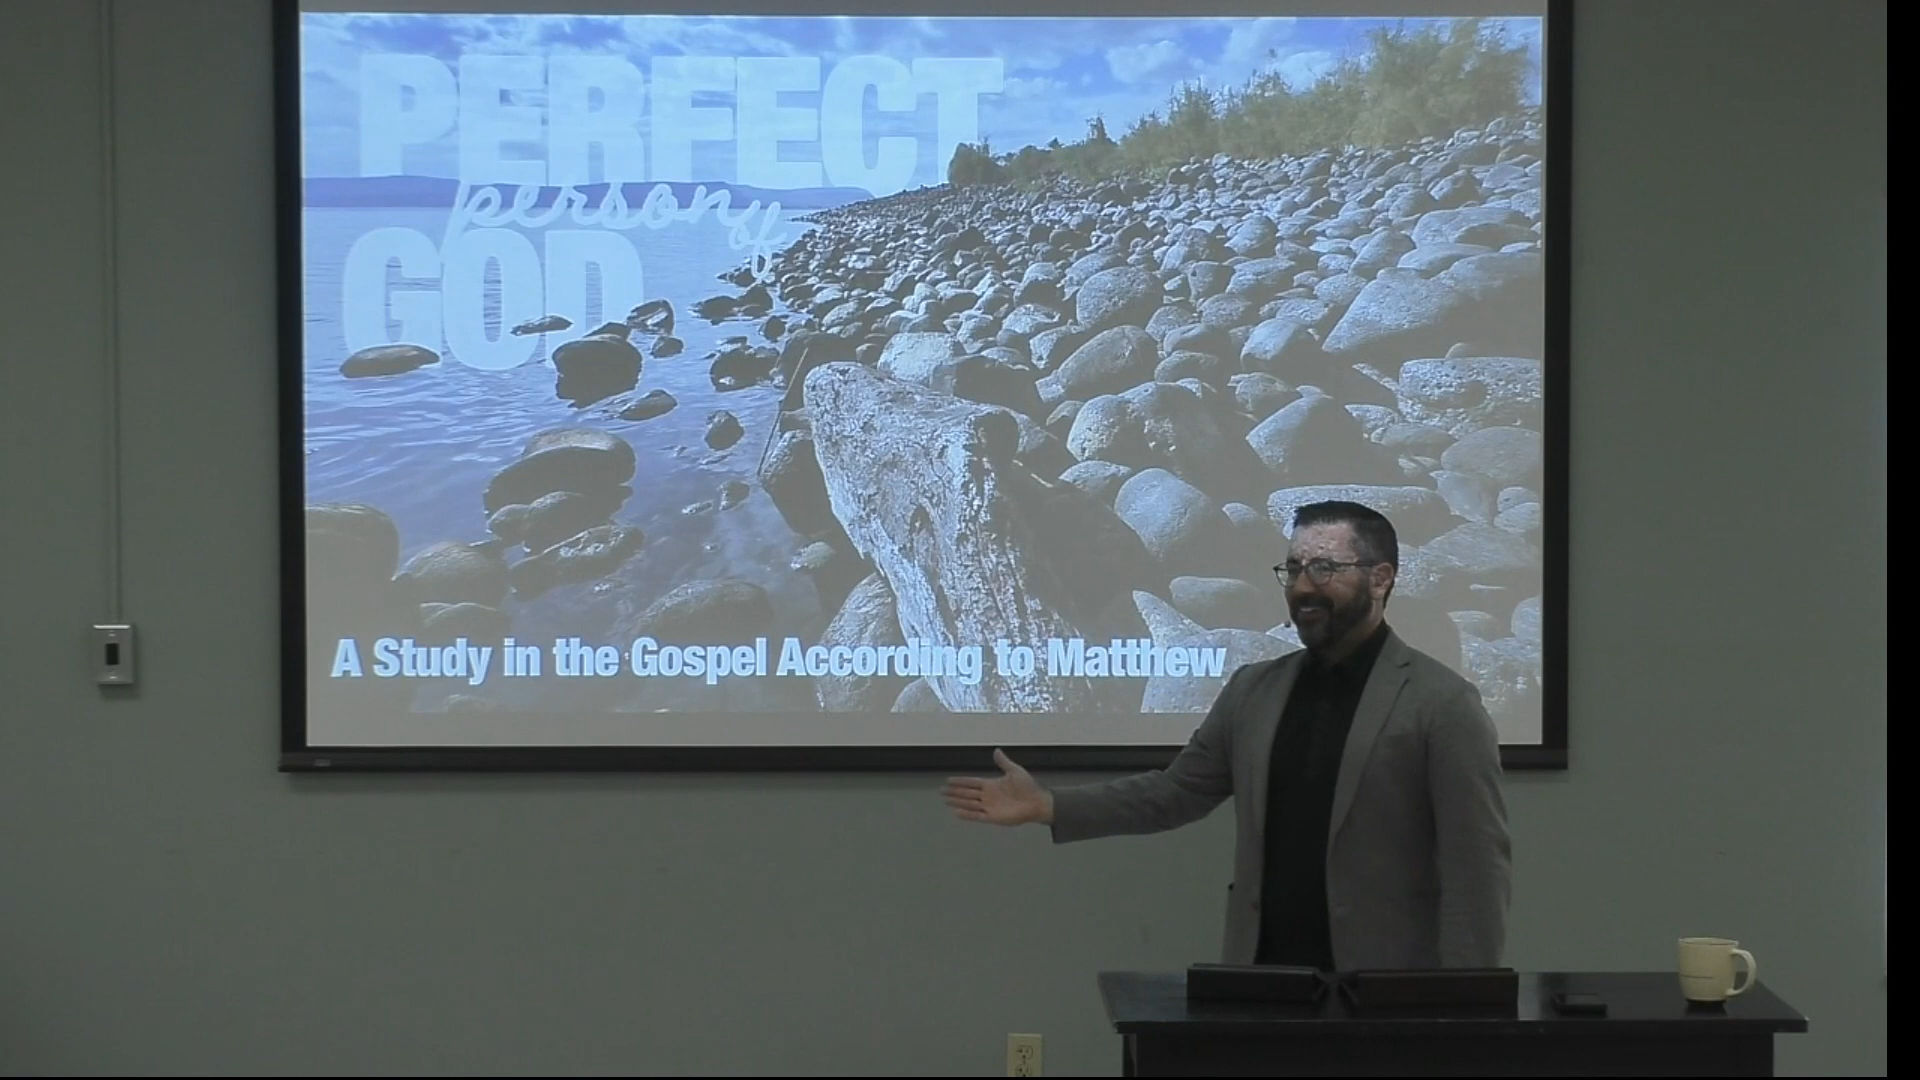 PERFECT
person of
GOD
A Study in the Gospel According to Matthew